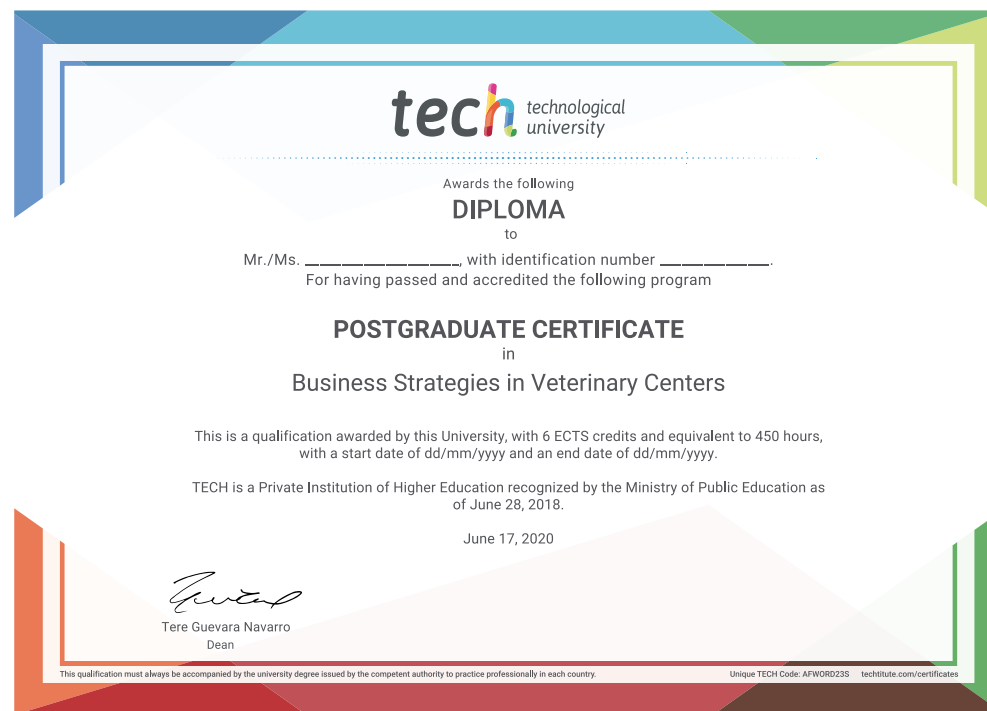 tech technological
university
Awards the following
DIPLOMA
to
Mr./Ms. ____________________, with identification number ______________.
For having passed and accredited the following program
POSTGRADUATE CERTIFICATE
in
Business Strategies in Veterinary Centers
This is a qualification awarded by this University, with 6 ECTS credits and equivalent to 450 hours,
with a start date of dd/mm/yyyy and an end date of dd/mm/yyyy.
TECH is a Private Institution of Higher Education recognized by the Ministry of Public Education as
of June 28, 2018.
June 17, 2020
Tere Guevara Navarro
Dean
This qualification must always be accompanied by the university degree issued by the competent authority to practice professionally in each country.
Unique TECH Code: AFWORD23S techtitute.com/certificates